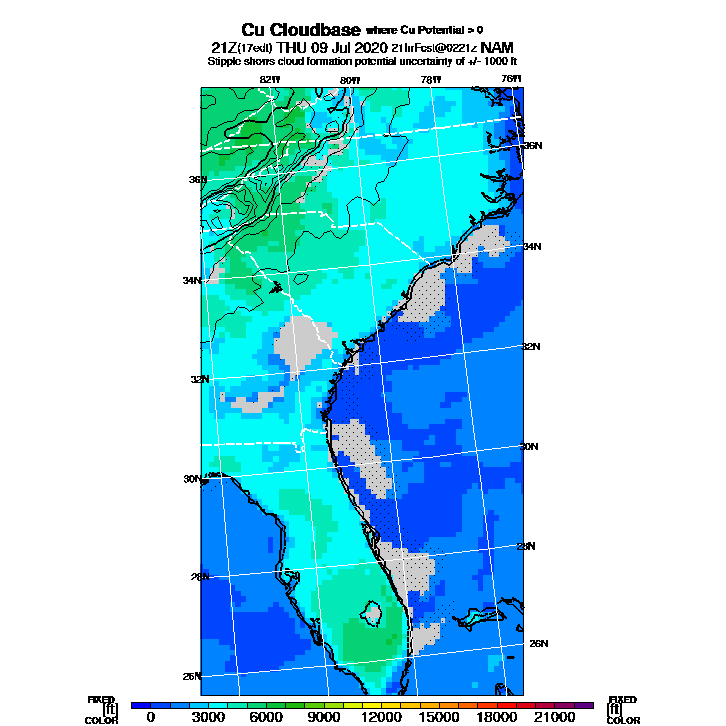 Cu Cloudbase where Cu Potential > 0
21Z(17edt) THU 09 Jul 2020 21hrFcst@0221z NAM
Stipple shows cloud formation potential uncertainty of +/- 1000 ft
82W 80W 78W 76W
36N
36N
34N
34N
32N
32N
30N
30N
28N
28N
26N
26N
FIXED FIXED
[ft] [ft]
COLOR COLOR
0 3000 6000 9000 12000 15000 18000 21000